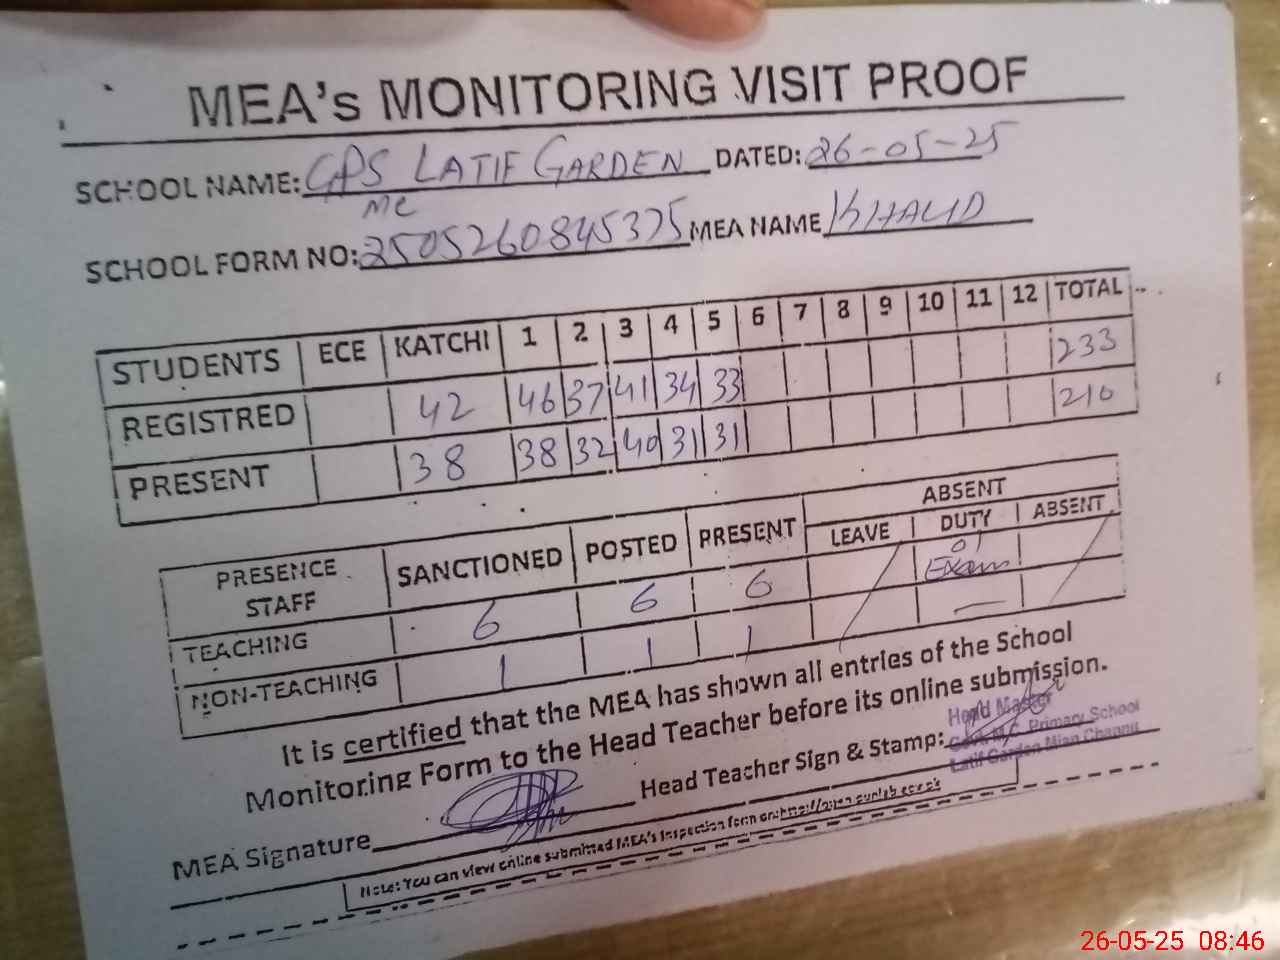 MEA's MONITORING VISIT PROOF
SCHOOL NAME: GPS LATIF GARDEN DATED: 26-05-25
MC
SCHOOL FORM NO: 2505260845375 MEA NAME KHALID
STUDENTS ECE KATCHI 1 2 3 4 5 6 7 8 9 10 11 12 TOTAL
REGISTRED 42 46 37 41 34 33 233
PRESENT 38 38 32 40 31 31 210
PRESENCE STAFF SANCTIONED POSTED PRESENT ABSENT
LEAVE DUTY ABSENT
TEACHING 6 6 6 01 Exam
NON-TEACHING 1 1 1 —
It is certified that the MEA has shown all entries of the School
Monitoring Form to the Head Teacher before its online submission.
MEA Signature Head Teacher Sign & Stamp:
Head Master
Govt. M.C. Primary School
Latif Garden Mian Channu
Note: You can view online submitted MEA's inspection form on:
26-05-25 08:46